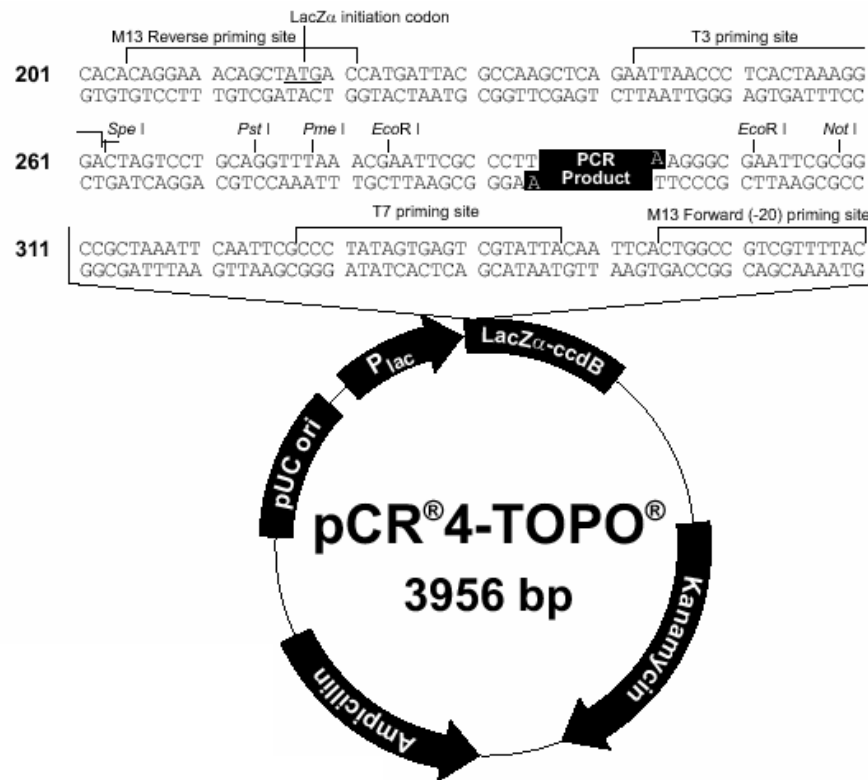 LacZα initiation codon
M13 Reverse priming site T3 priming site
201 CACACAGGAA ACAGCTATGA CCATGATTAC GCCAAGCTCA GAATTAACCC TCACTAAAGG
GTGTGTCCTT TGTCGATACT GGTACTAATG CGGTTCGAGT CTTAATTGGG AGTGATTTCC
Spe I Pst I Pme I EcoR I EcoR I Not I
261 GACTAGTCCT GCAGGTTTAA ACGAATTCGC CCTT PCR Product A AGGGC GAATTCGCGG
CTGATCAGGA CGTCCAAATT TGCTTAAGCG GGA A TTCCCG CTTAAGCGCC
T7 priming site M13 Forward (-20) priming site
311 CCGCTAAATT CAATTCGCCC TATAGTGAGT CGTATTACAA TTCACTGGCC GTCGTTTTAC
GGCGATTTAA GTTAAGCGGG ATATCACTCA GCATAATGTT AAGTGACCGG CAGCAAAATG
Plac LacZα-ccdB
pUC ori
pCR®4-TOPO®
3956 bp
Kanamycin
Ampicillin